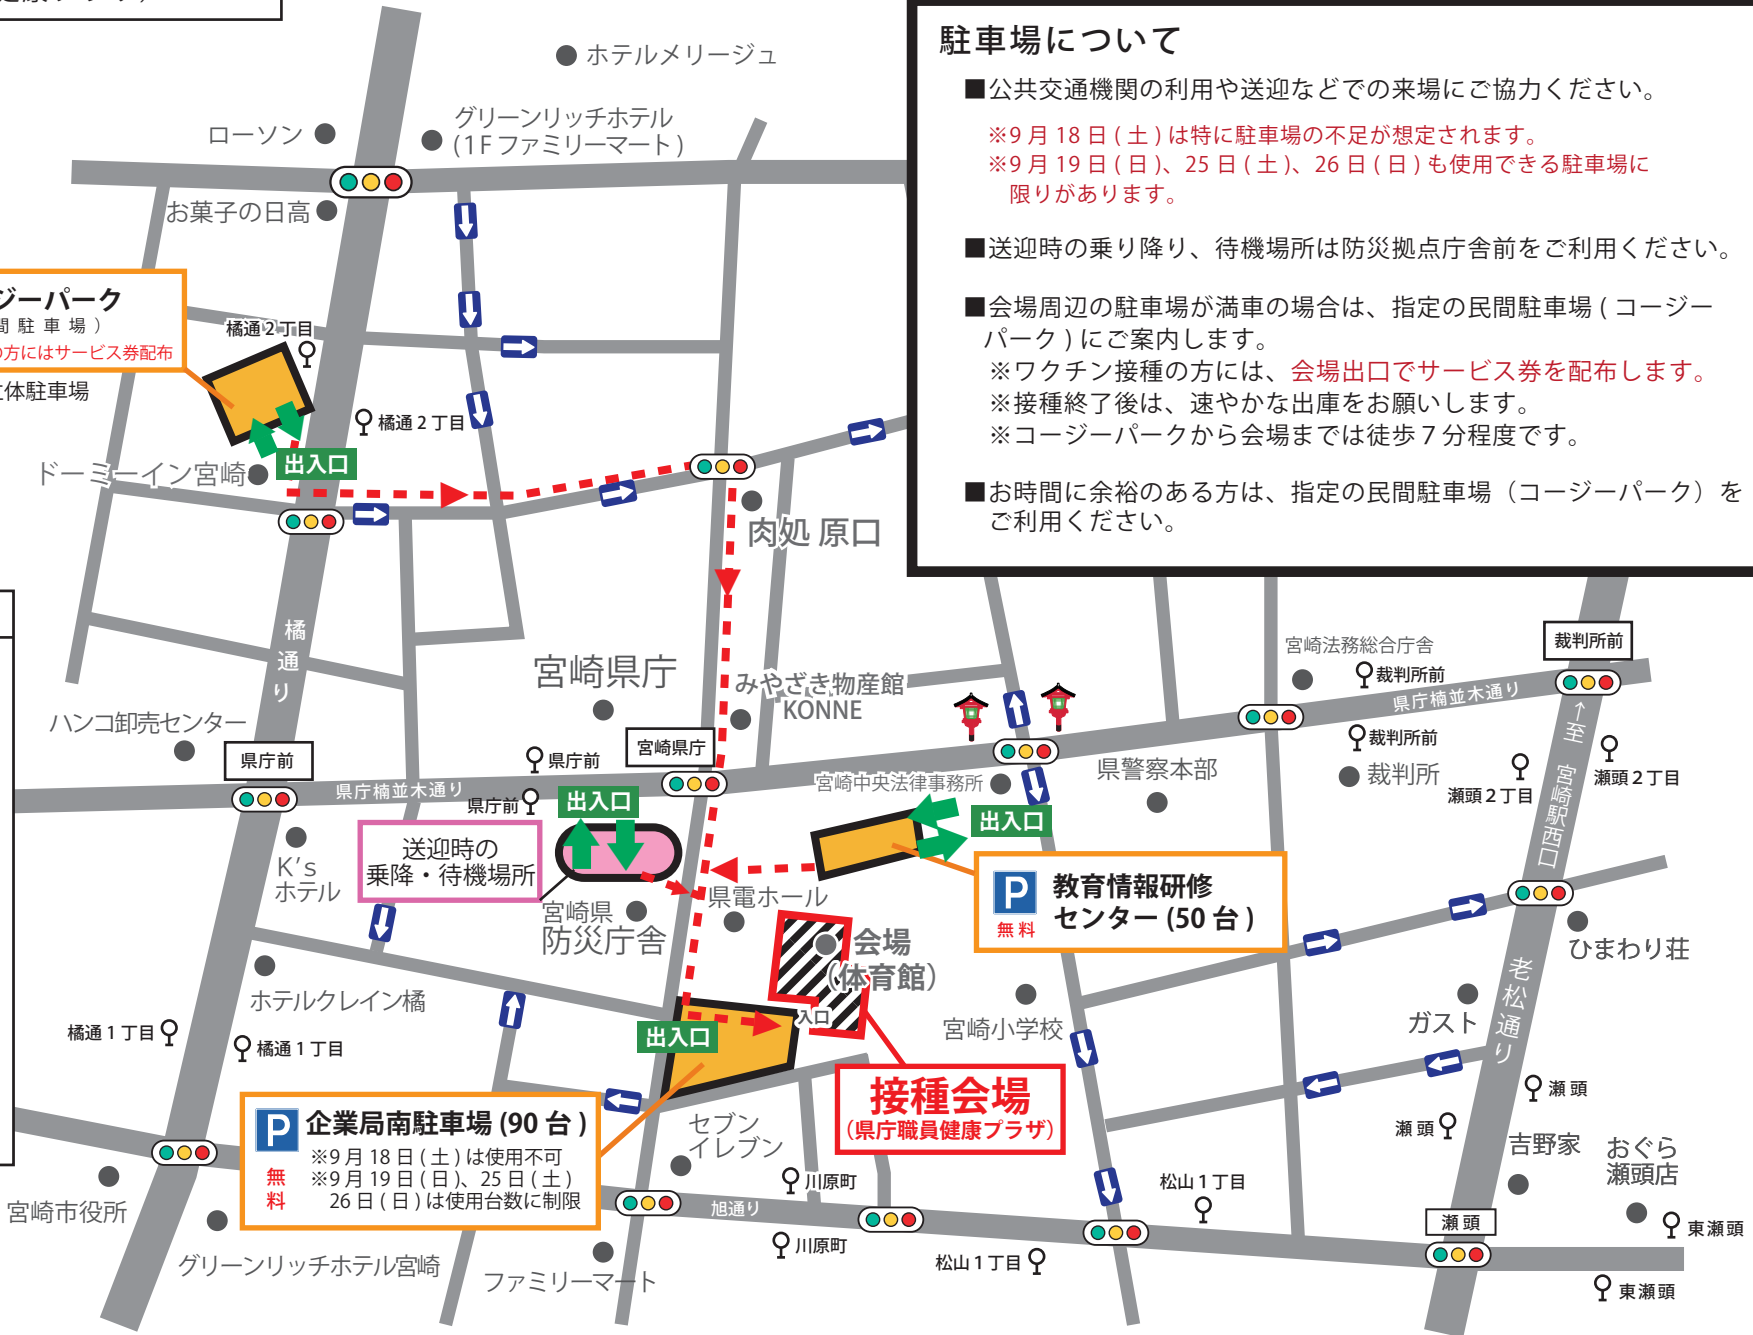 駐車場について
■公共交通機関の利用や送迎などでの来場にご協力ください。
※9月18日(土)は特に駐車場の不足が想定されます。
※9月19日(日)、25日(土)、26日(日)も使用できる駐車場に
限りがあります。
■送迎時の乗り降り、待機場所は防災拠点庁舎前をご利用ください。
■会場周辺の駐車場が満車の場合は、指定の民間駐車場(コージー
パーク)にご案内します。
※ワクチン接種の方には、会場出口でサービス券を配布します。
※接種終了後は、速やかな出庫をお願いします。
※コージーパークから会場までは徒歩7分程度です。
■お時間に余裕のある方は、指定の民間駐車場（コージーパーク）を
ご利用ください。
ホテルメリージュ
ローソン
グリーンリッチホテル
(1Fファミリーマート)
お菓子の日高
ジーパーク
間駐車場）
の方にはサービス券配布
体駐車場
橘通2丁目
橘通2丁目
出入口
ドーミーイン宮崎
肉処 原口
橘通り
宮崎県庁
みやざき物産館
KONNE
ハンコ卸売センター
県庁前
県庁前
宮崎県庁
県庁楠並木通り
県庁前
出入口
宮崎中央法律事務所
県警察本部
宮崎法務総合庁舎
裁判所前
裁判所前
県庁楠並木通り
裁判所前
裁判所
↑至 宮崎駅西口
瀬頭2丁目
瀬頭2丁目
K's
ホテル
送迎時の
乗降・待機場所
宮崎県
防災庁舎
県電ホール
出入口
P
無料
教育情報研修
センター(50台)
会場
(体育館)
入口
ひまわり荘
ホテルクレイン橘
橘通1丁目
橘通1丁目
出入口
宮崎小学校
ガスト
老松通り
接種会場
(県庁職員健康プラザ)
P
無料
企業局南駐車場(90台)
※9月18日(土)は使用不可
※9月19日(日)、25日(土)
26日(日)は使用台数に制限
セブン
イレブン
瀬頭
瀬頭
吉野家
おぐら
瀬頭店
宮崎市役所
川原町
旭通り
川原町
松山1丁目
松山1丁目
瀬頭
東瀬頭
東瀬頭
グリーンリッチホテル宮崎
ファミリーマート